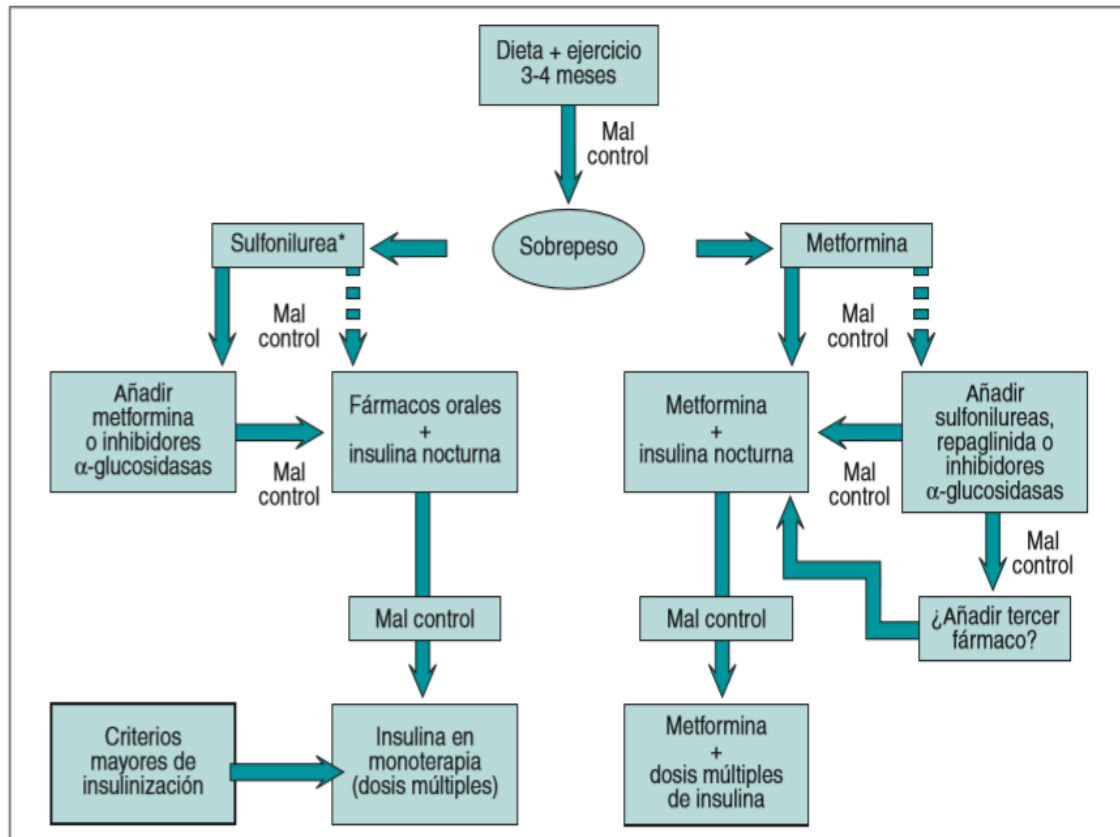 Dieta + ejercicio
3-4 meses
Mal
control
Sobrepeso
Sulfonilurea*
Metformina
Mal
control
Mal
control
Añadir
metformina
o inhibidores
α-glucosidasas
Mal
control
Fármacos orales
+
insulina nocturna
Metformina
+
insulina nocturna
Mal
control
Añadir
sulfonilureas,
repaglinida o
inhibidores
α-glucosidasas
Mal
control
¿Añadir tercer
fármaco?
Mal control
Mal control
Criterios
mayores de
insulinización
Insulina en
monoterapia
(dosis múltiples)
Metformina
+
dosis múltiples
de insulina